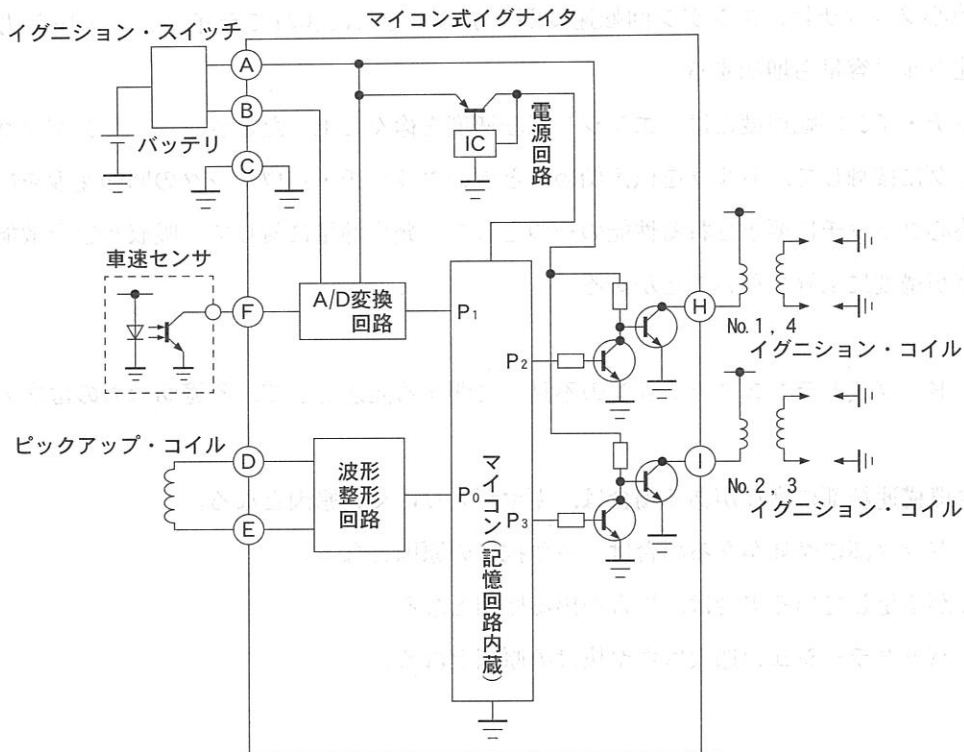 マイコン式イグナイタ
イグニション・スイッチ
A
B
バッテリ
C
IC
電源回路
車速センサ
F
A/D変換
回路
P1
H
No.1, 4
イグニション・コイル
P2
ピックアップ・コイル
D
E
波形
整形
回路
P0
マイコン(記憶回路内蔵)
P3
I
No.2, 3
イグニション・コイル